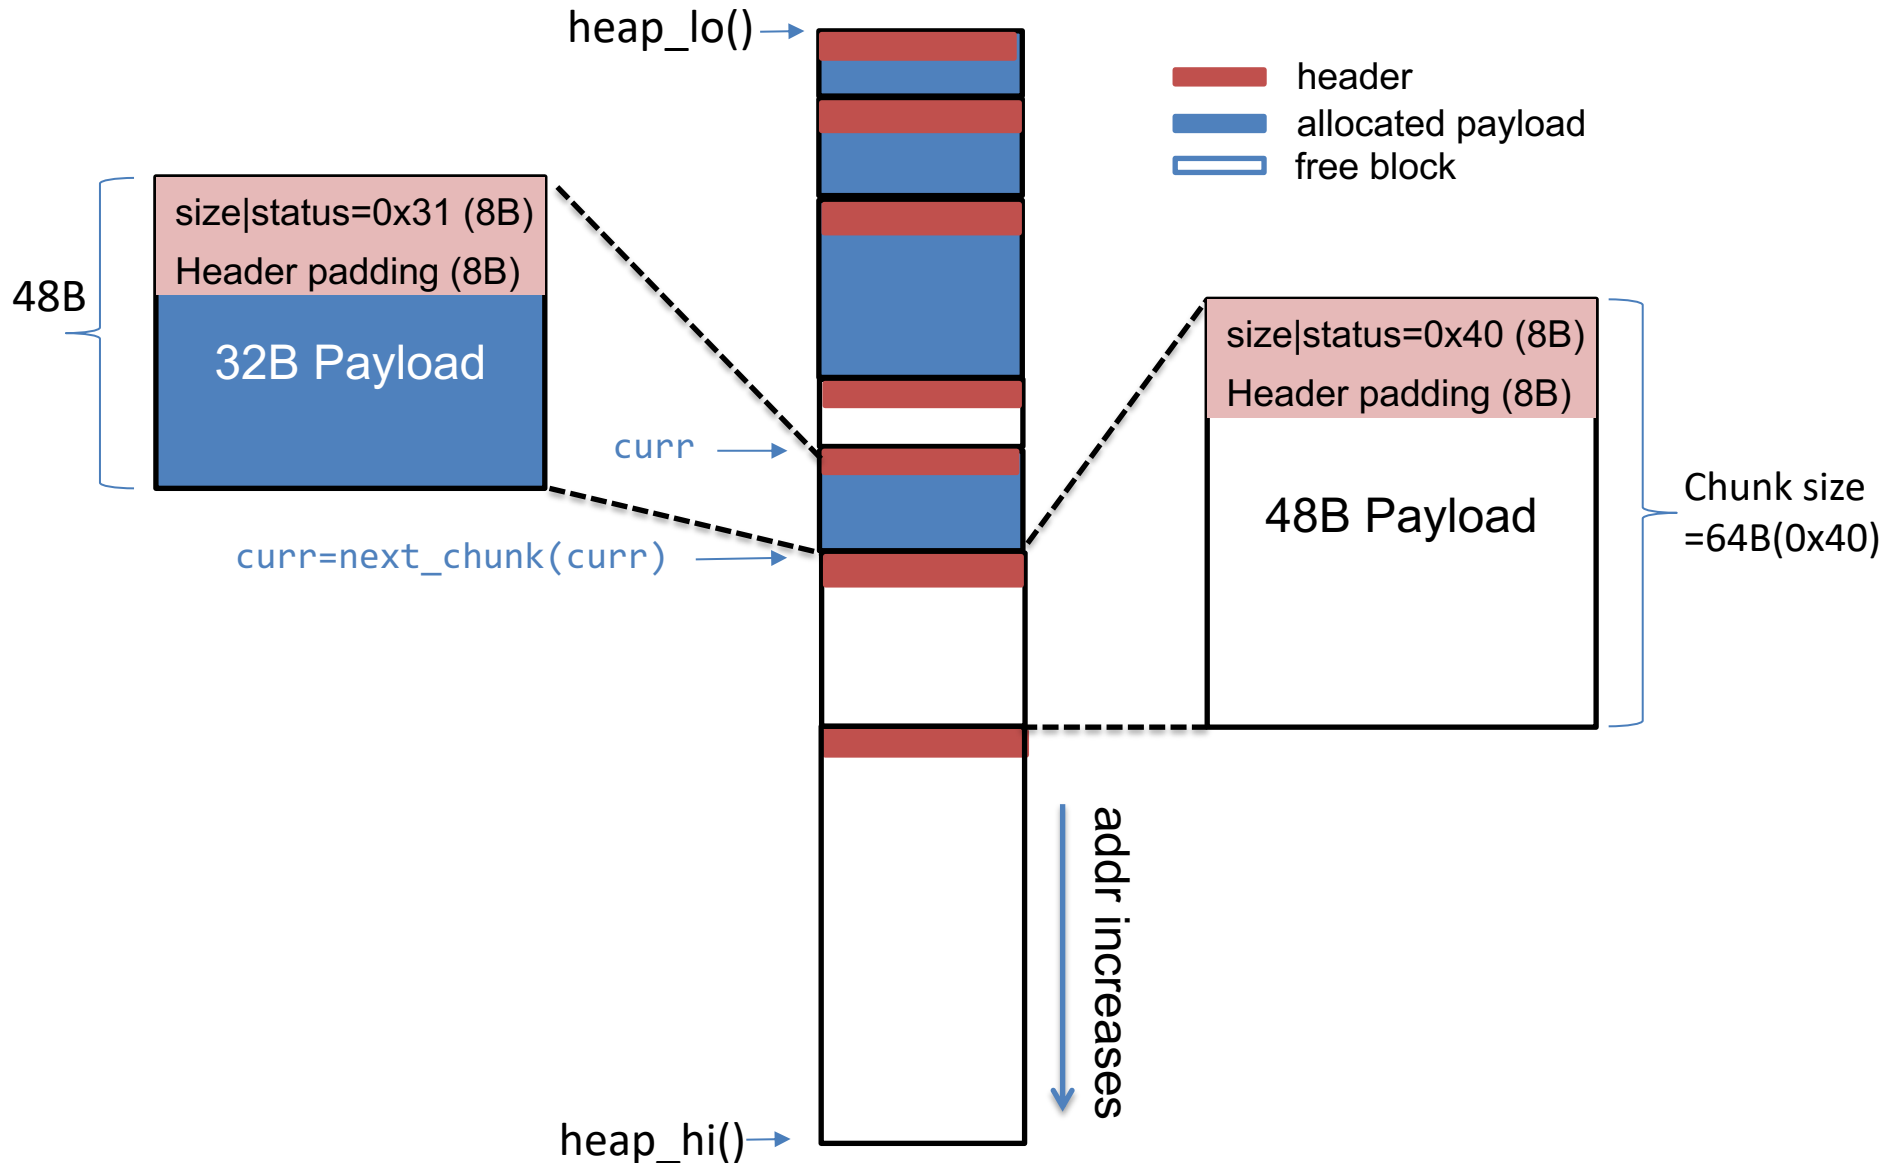 heap_lo()
header
allocated payload
free block
size|status=0x31 (8B)
Header padding (8B)
48B
32B Payload
size|status=0x40 (8B)
Header padding (8B)
48B Payload
Chunk size
=64B(0x40)
curr
curr=next_chunk(curr)
addr increases
heap_hi()